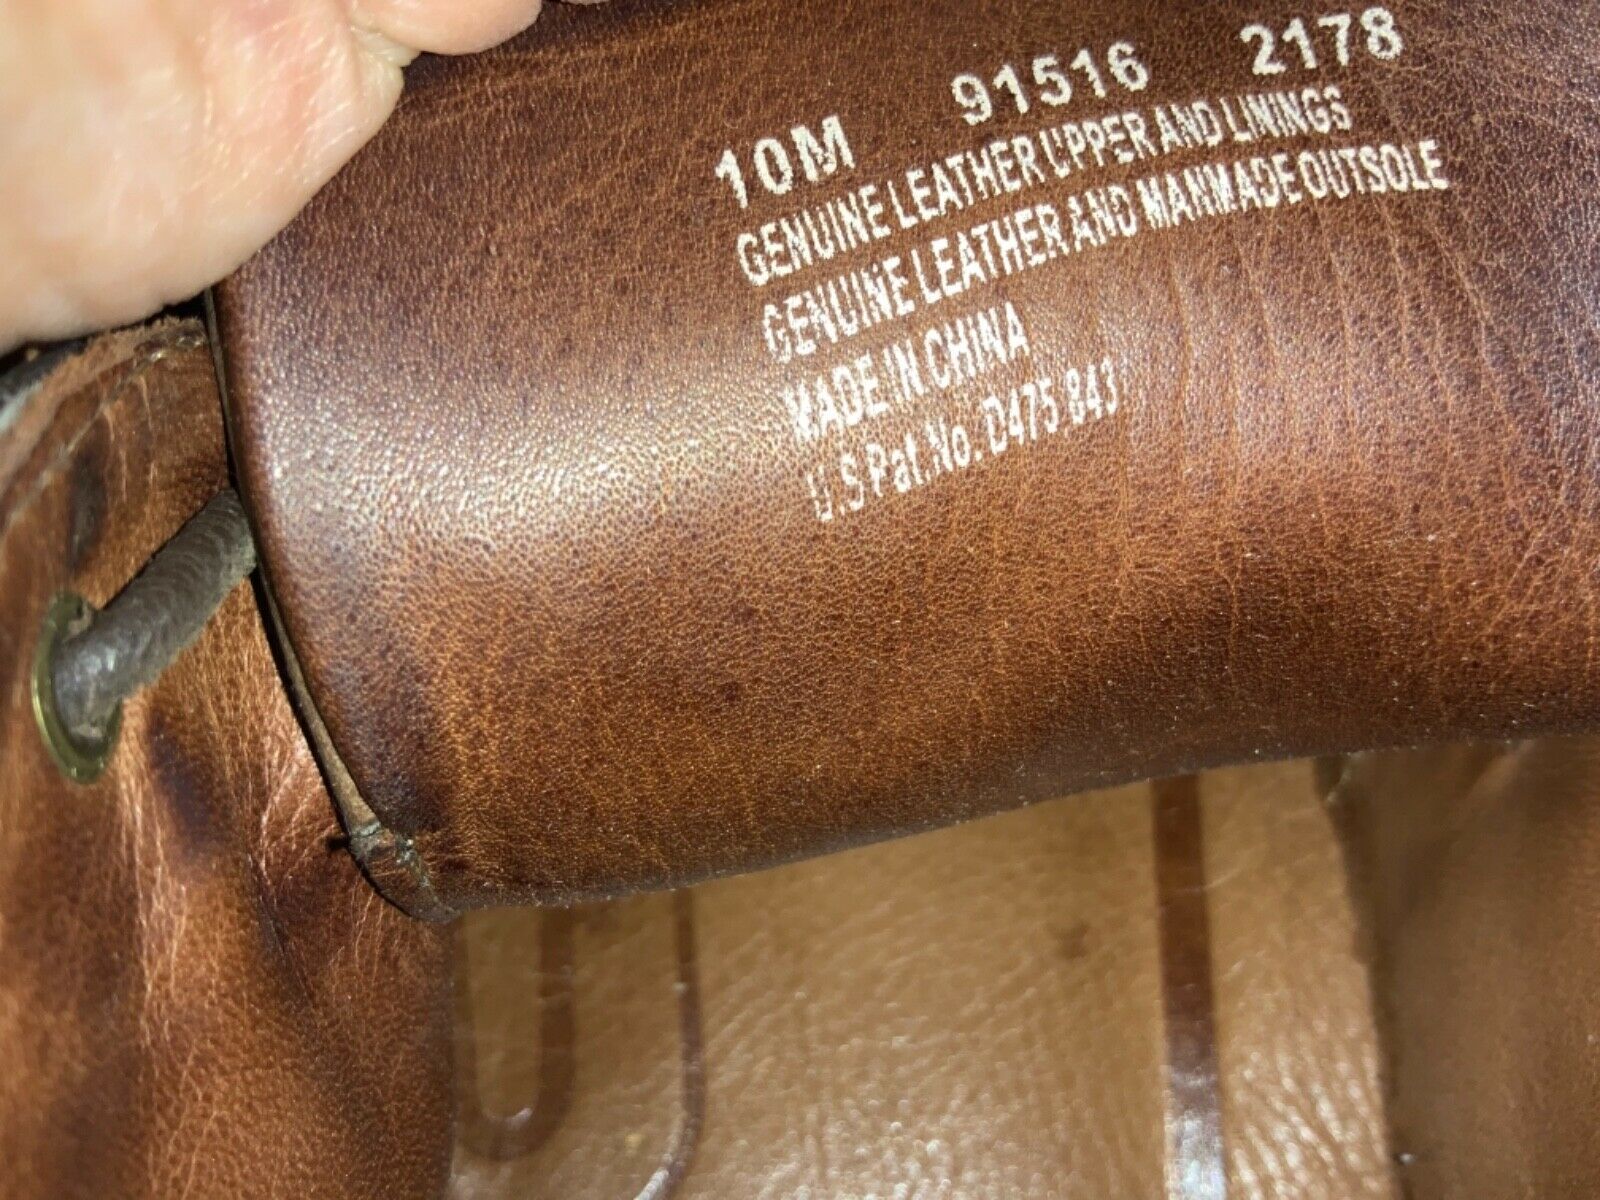 10M 91516 2178
GENUINE LEATHER UPPER AND LININGS
GENUINE LEATHER AND MANMADE OUTSOLE
MADE IN CHINA
U.S Pat. No. D475 843